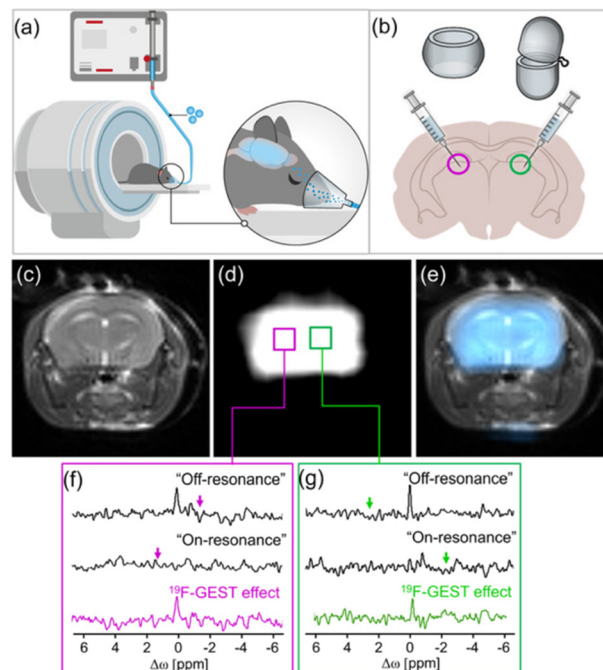 (a)
(b)
(c)
(d)
(e)
(f)
"Off-resonance"
"On-resonance"
¹⁹F-GEST effect
6 4 2 0 -2 -4 -6
Δω [ppm]
(g)
"Off-resonance"
"On-resonance"
¹⁹F-GEST effect
6 4 2 0 -2 -4 -6
Δω [ppm]